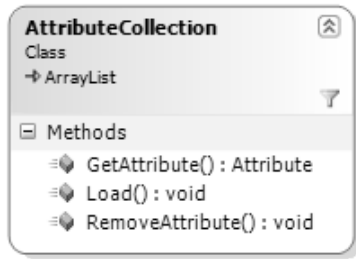 AttributeCollection
Class
ArrayList
Methods
GetAttribute() : Attribute
Load() : void
RemoveAttribute() : void